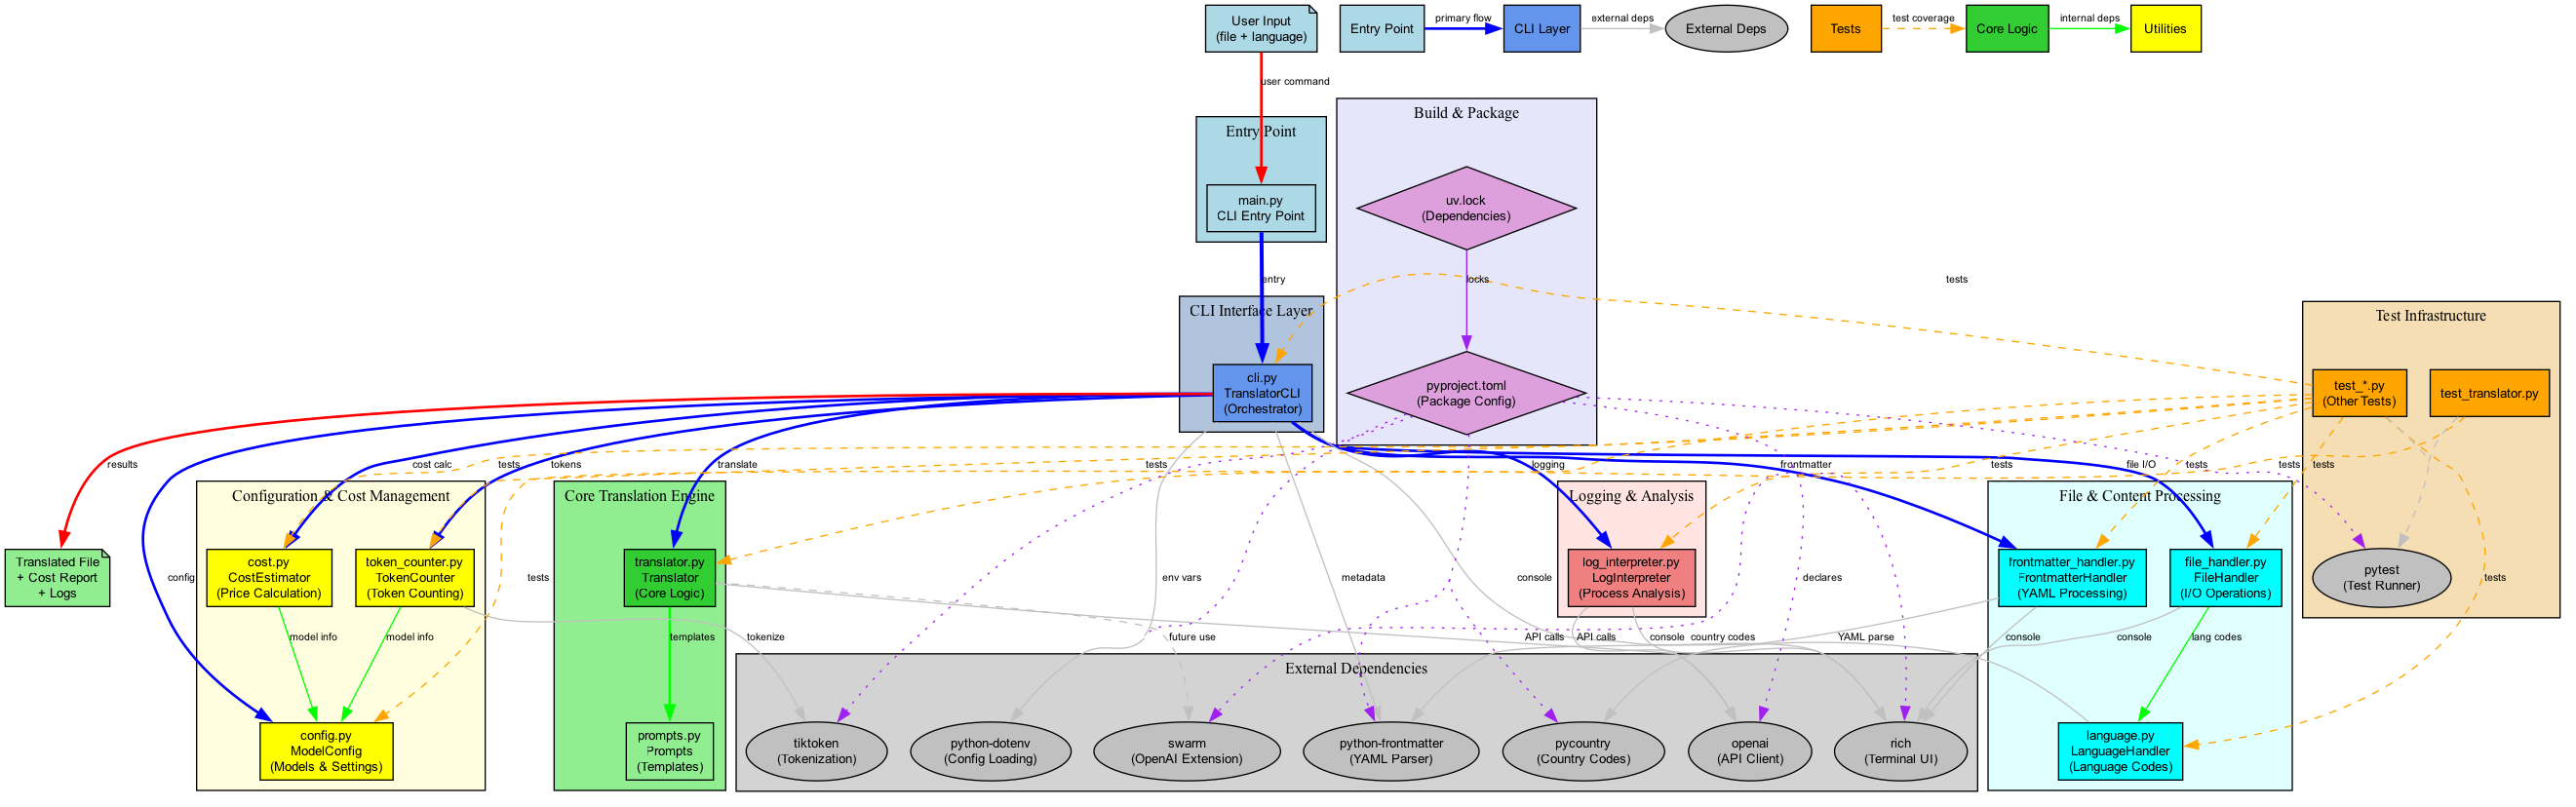 User Input
(file + language)
Entry Point
primary flow
CLI Layer
external deps
External Deps
Tests
test coverage
Core Logic
internal deps
Utilities
user command
Build & Package
Entry Point
main.py
CLI Entry Point
uv.lock
(Dependencies)
entry
locks
tests
CLI Interface Layer
Test Infrastructure
cli.py
TranslatorCLI
(Orchestrator)
pyproject.toml
(Package Config)
test_*.py
(Other Tests)
test_translator.py
results
cost calc
tests
tokens
translate
tests
logging
frontmatter
tests
file I/O
tests
tests
tests
Configuration & Cost Management
Core Translation Engine
Logging & Analysis
File & Content Processing
Translated File
+ Cost Report
+ Logs
config
cost.py
CostEstimator
(Price Calculation)
token_counter.py
TokenCounter
(Token Counting)
tests
translator.py
Translator
(Core Logic)
env vars
metadata
console
log_interpreter.py
LogInterpreter
(Process Analysis)
declares
frontmatter_handler.py
FrontmatterHandler
(YAML Processing)
file_handler.py
FileHandler
(I/O Operations)
pytest
(Test Runner)
tests
model info
model info
templates
tokenize
future use
API calls
API calls
console
country codes
YAML parse
console
console
lang codes
External Dependencies
config.py
ModelConfig
(Models & Settings)
prompts.py
Prompts
(Templates)
tiktoken
(Tokenization)
python-dotenv
(Config Loading)
swarm
(OpenAI Extension)
python-frontmatter
(YAML Parser)
pycountry
(Country Codes)
openai
(API Client)
rich
(Terminal UI)
language.py
LanguageHandler
(Language Codes)